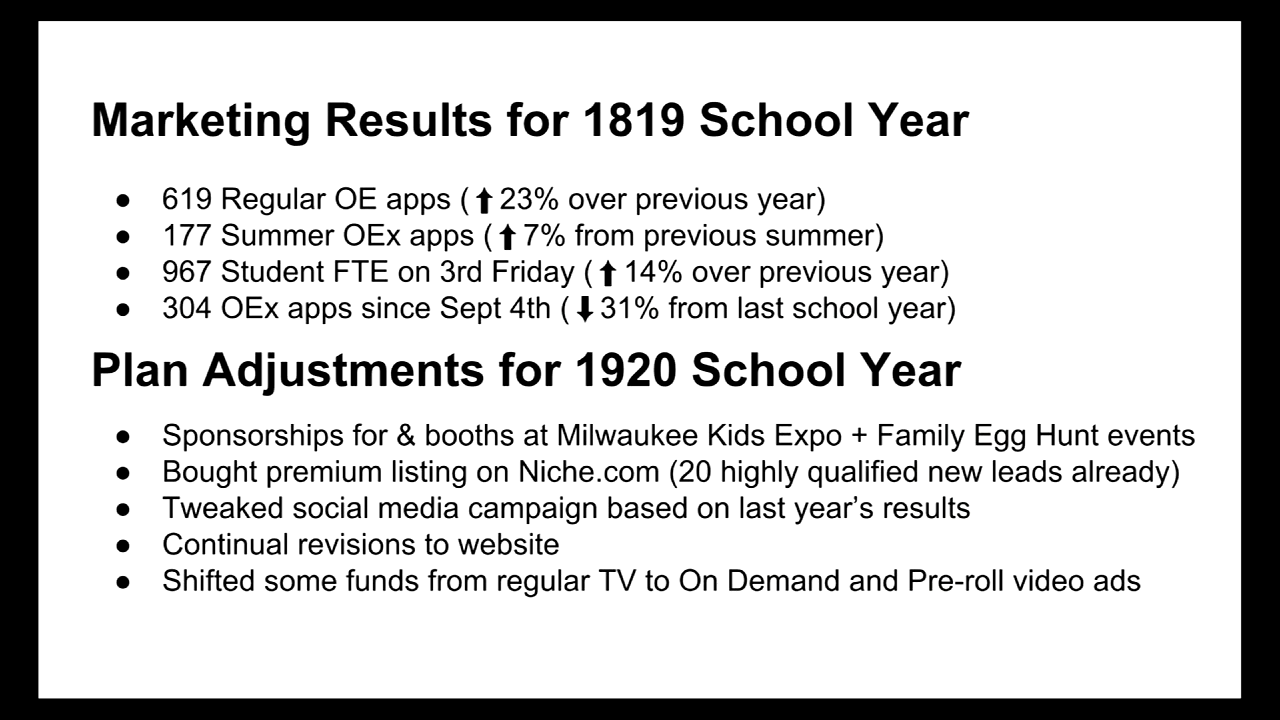 Marketing Results for 1819 School Year
● 619 Regular OE apps (⬆23% over previous year)
● 177 Summer OEx apps (⬆7% from previous summer)
● 967 Student FTE on 3rd Friday (⬆14% over previous year)
● 304 OEx apps since Sept 4th (⬇31% from last school year)
Plan Adjustments for 1920 School Year
● Sponsorships for & booths at Milwaukee Kids Expo + Family Egg Hunt events
● Bought premium listing on Niche.com (20 highly qualified new leads already)
● Tweaked social media campaign based on last year’s results
● Continual revisions to website
● Shifted some funds from regular TV to On Demand and Pre-roll video ads